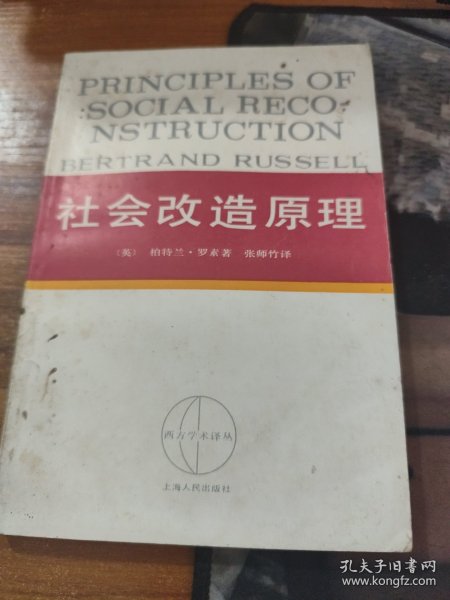 PRINCIPLES OF
SOCIAL RECO-
NSTRUCTION
BERTRAND RUSSELL
社会改造原理
〔英〕 柏特兰·罗素著 张师竹译
西方学术译丛
上海人民出版社
孔夫子旧书网
www.kongfz.com